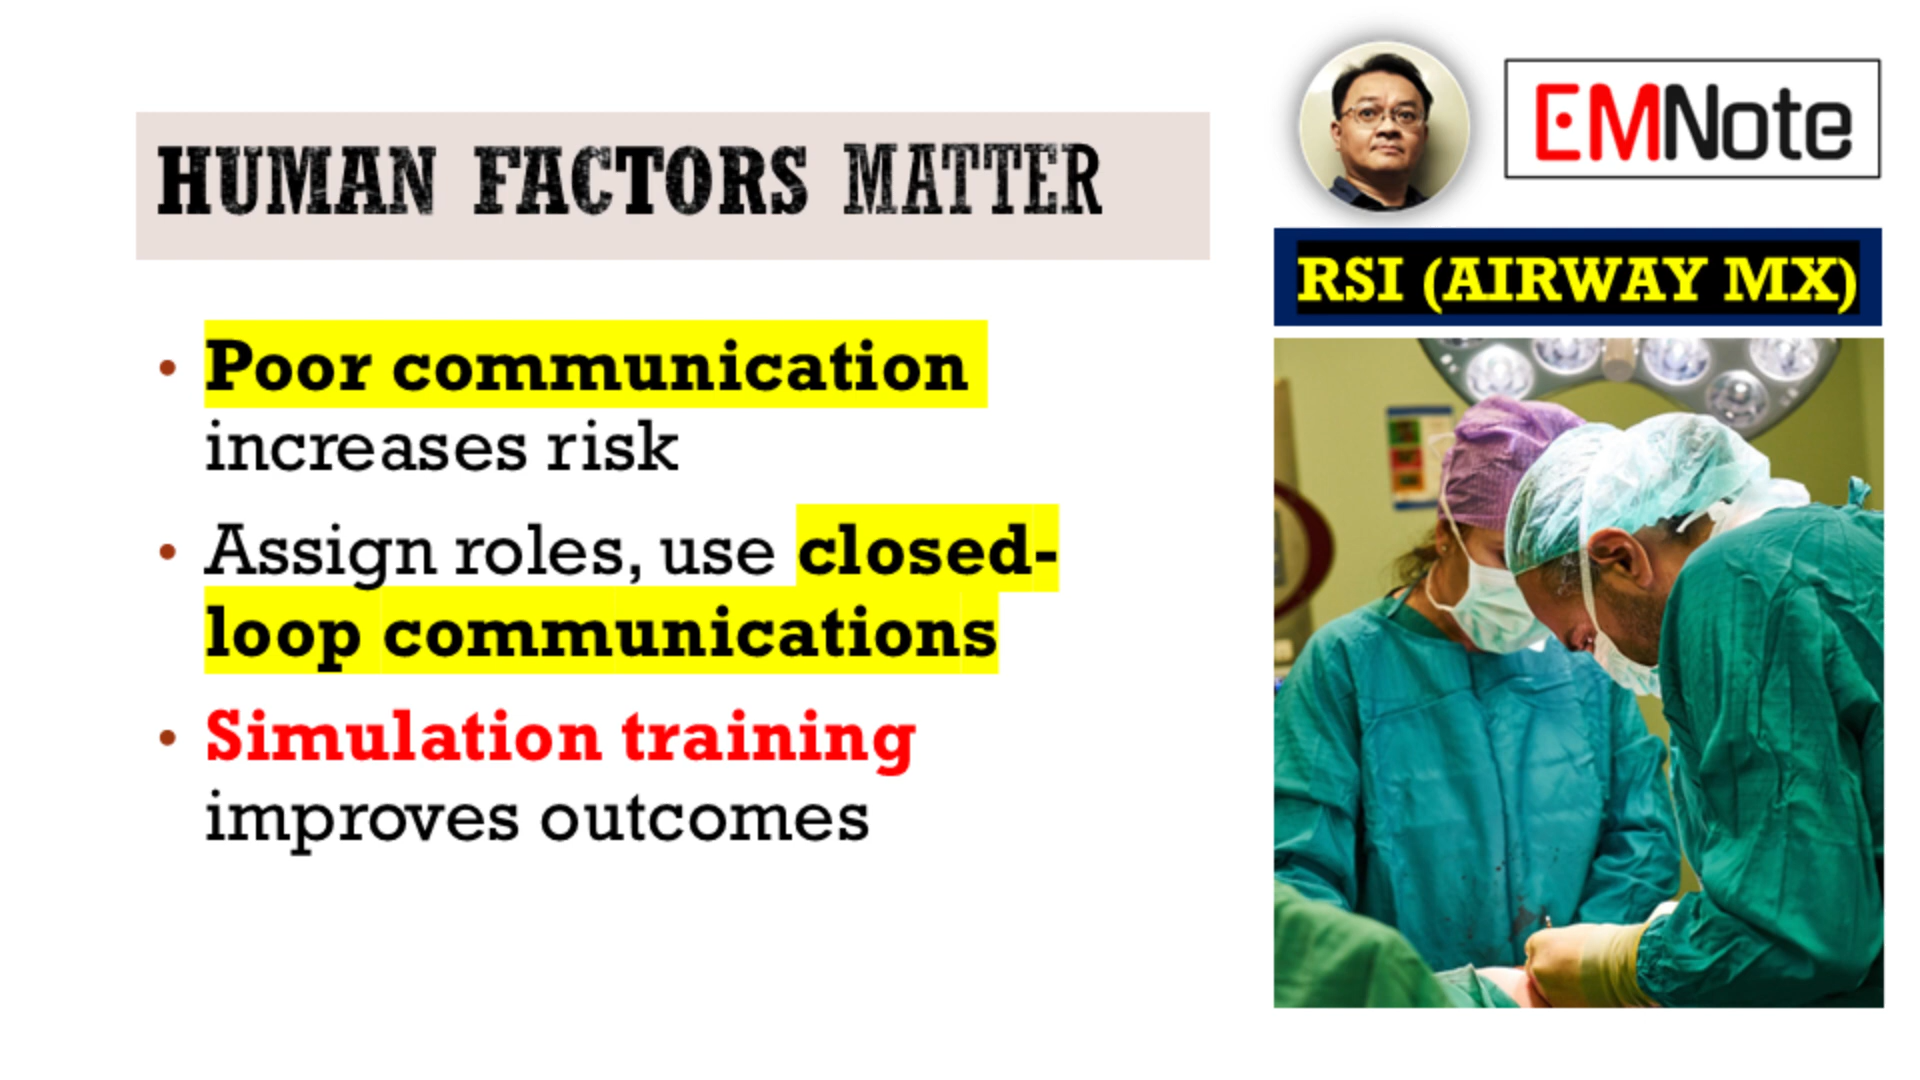 HUMAN FACTORS MATTER
• Poor communication
increases risk
• Assign roles, use closed-
loop communications
• Simulation training
improves outcomes
EMNote
RSI (AIRWAY MX)